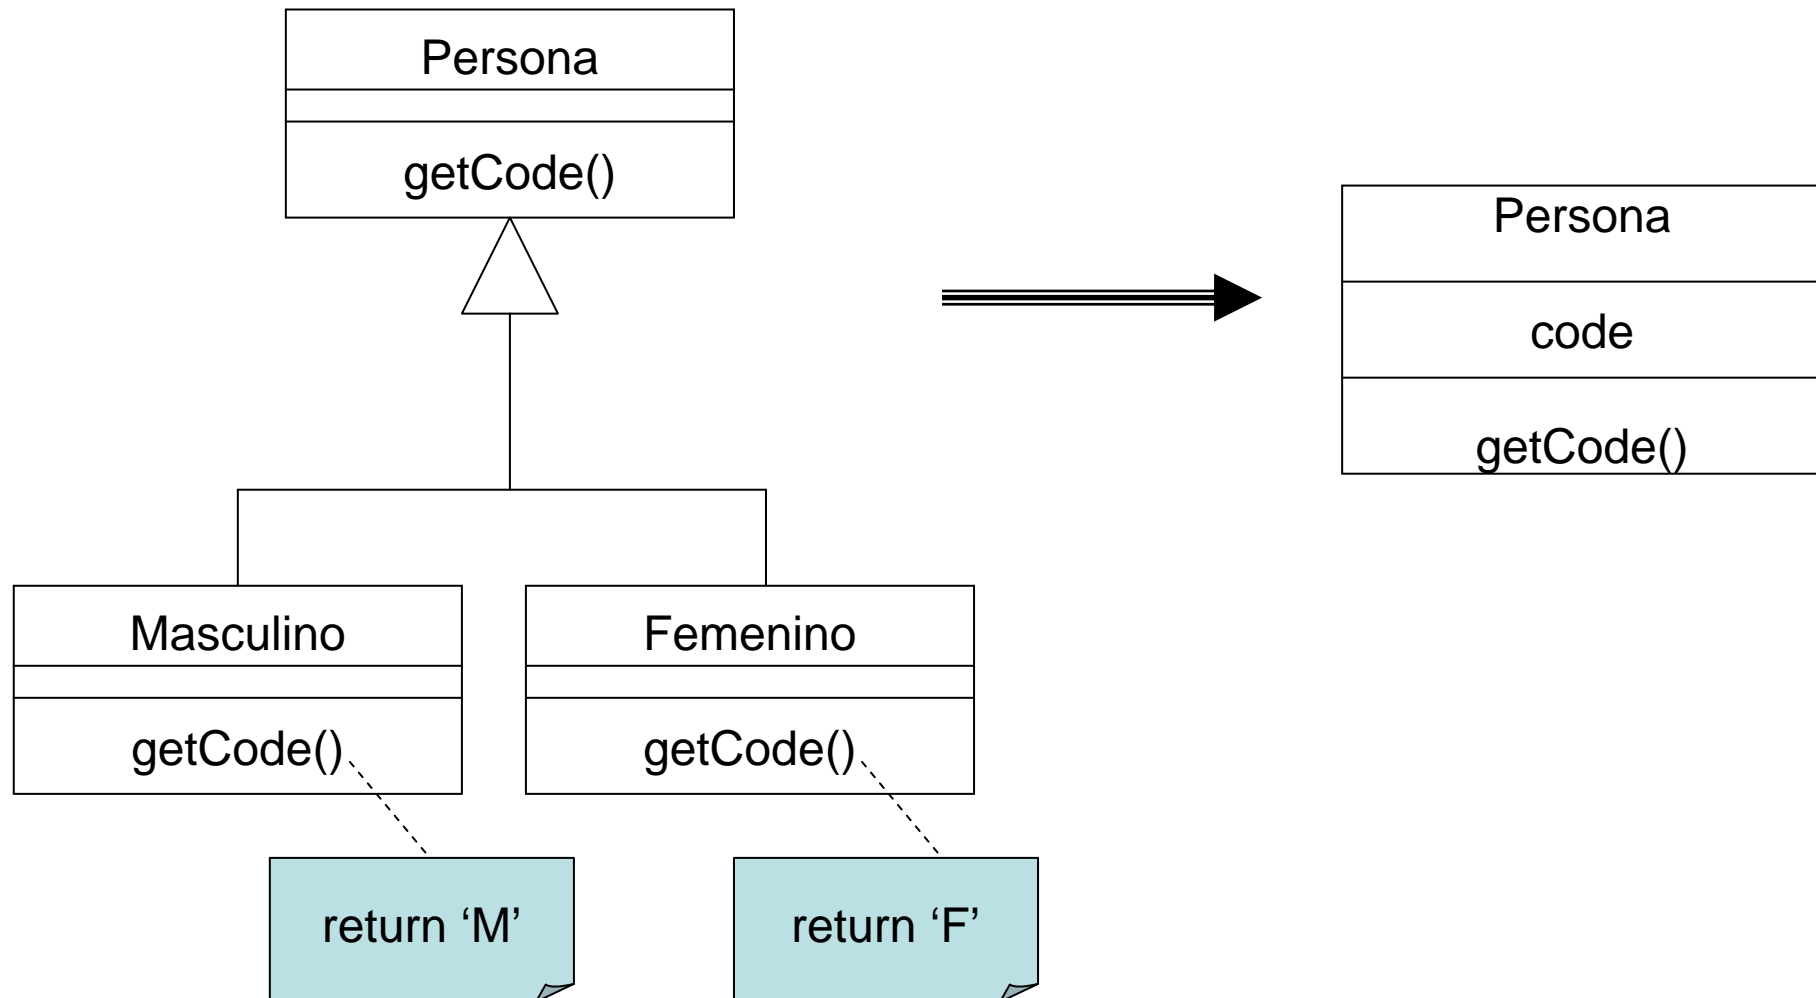 Persona
getCode()
Persona
code
getCode()
Masculino
getCode()
Femenino
getCode()
return ‘M’
return ‘F’